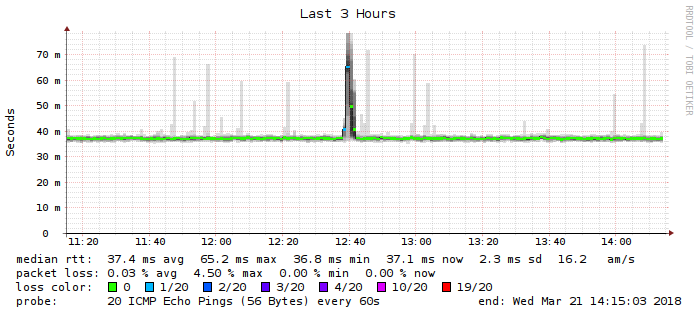 Last 3 Hours
RRDTOOL / TOBI OETIKER
Seconds
70 m
60 m
50 m
40 m
30 m
20 m
10 m
0
11:20 11:40 12:00 12:20 12:40 13:00 13:20 13:40 14:00
median rtt: 37.4 ms avg 65.2 ms max 36.8 ms min 37.1 ms now 2.3 ms sd 16.2 am/s
packet loss: 0.03 % avg 4.50 % max 0.00 % min 0.00 % now
loss color: 0 1/20 2/20 3/20 4/20 10/20 19/20
probe: 20 ICMP Echo Pings (56 Bytes) every 60s end: Wed Mar 21 14:15:03 2018